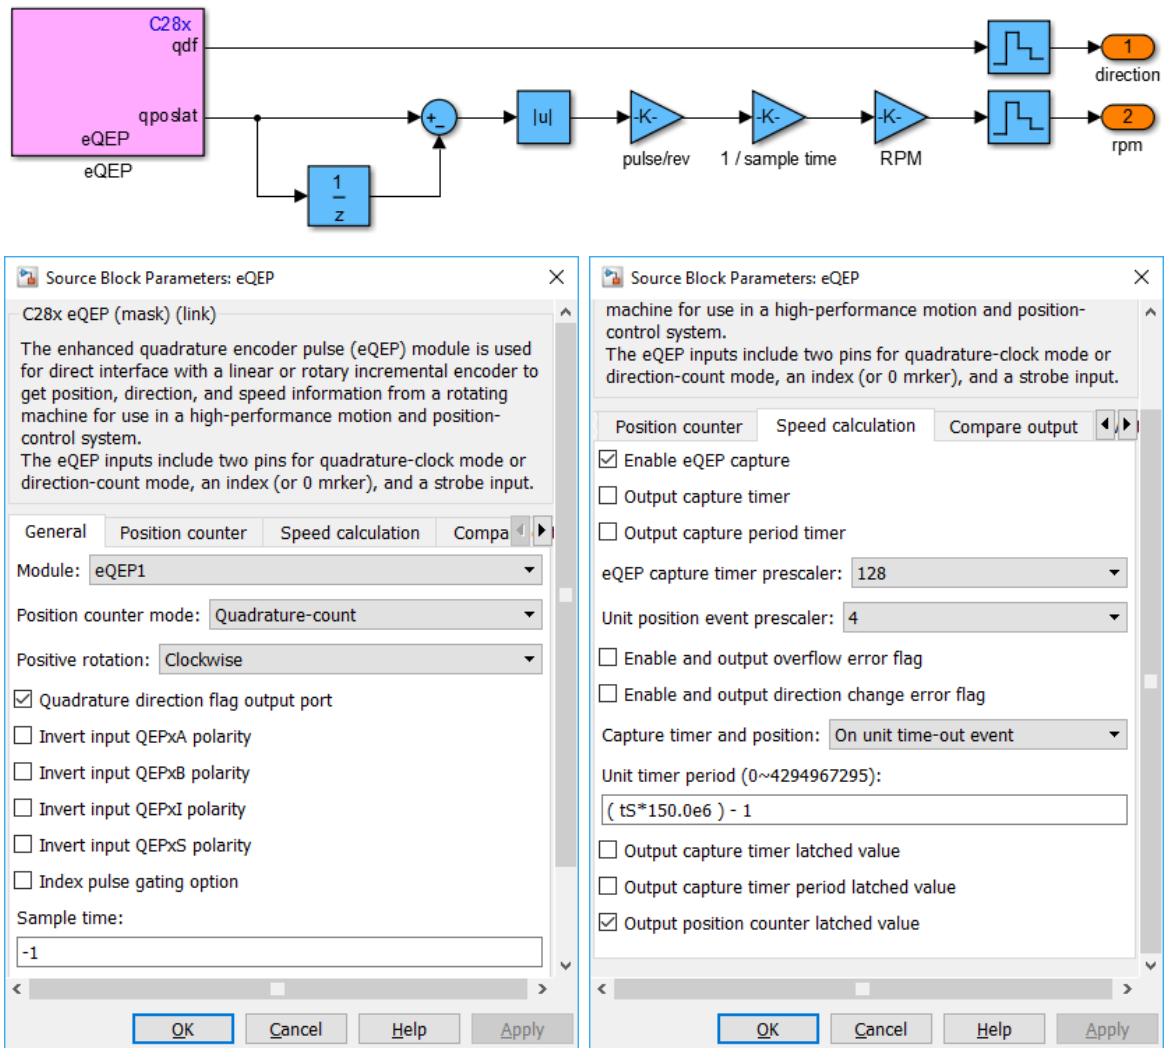 C28x
qdf
qposlat
eQEP
eQEP
1
z
+
-
|u|
-K-
pulse/rev
-K-
1 / sample time
-K-
RPM
1
direction
2
rpm
Source Block Parameters: eQEP
C28x eQEP (mask) (link)
The enhanced quadrature encoder pulse (eQEP) module is used
for direct interface with a linear or rotary incremental encoder to
get position, direction, and speed information from a rotating
machine for use in a high-performance motion and position-
control system.
The eQEP inputs include two pins for quadrature-clock mode or
direction-count mode, an index (or 0 mrker), and a strobe input.
General Position counter Speed calculation Compa
Module: eQEP1
Position counter mode: Quadrature-count
Positive rotation: Clockwise
Quadrature direction flag output port
Invert input QEPxA polarity
Invert input QEPxB polarity
Invert input QEPxI polarity
Invert input QEPxS polarity
Index pulse gating option
Sample time:
-1
OK Cancel Help Apply
Source Block Parameters: eQEP
machine for use in a high-performance motion and position-
control system.
The eQEP inputs include two pins for quadrature-clock mode or
direction-count mode, an index (or 0 mrker), and a strobe input.
Position counter Speed calculation Compare output
Enable eQEP capture
Output capture timer
Output capture period timer
eQEP capture timer prescaler: 128
Unit position event prescaler: 4
Enable and output overflow error flag
Enable and output direction change error flag
Capture timer and position: On unit time-out event
Unit timer period (0~4294967295):
( tS*150.0e6 ) - 1
Output capture timer latched value
Output capture timer period latched value
Output position counter latched value
OK Cancel Help Apply